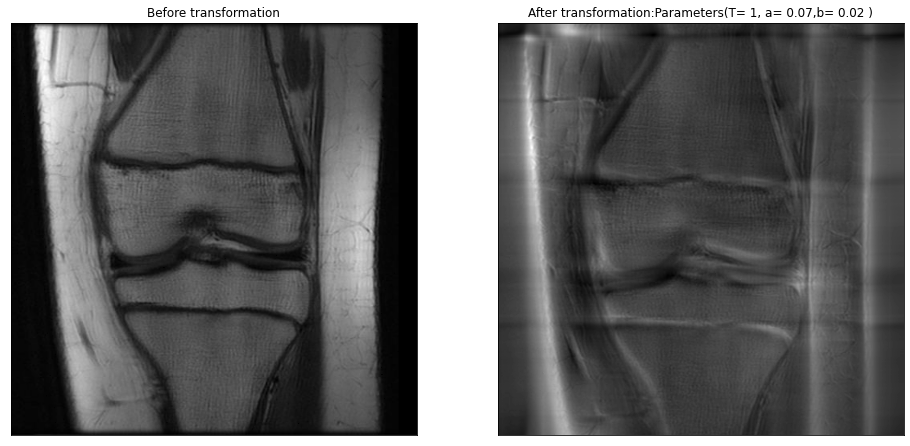 Before transformation
After transformation:Parameters(T= 1, a= 0.07,b= 0.02 )